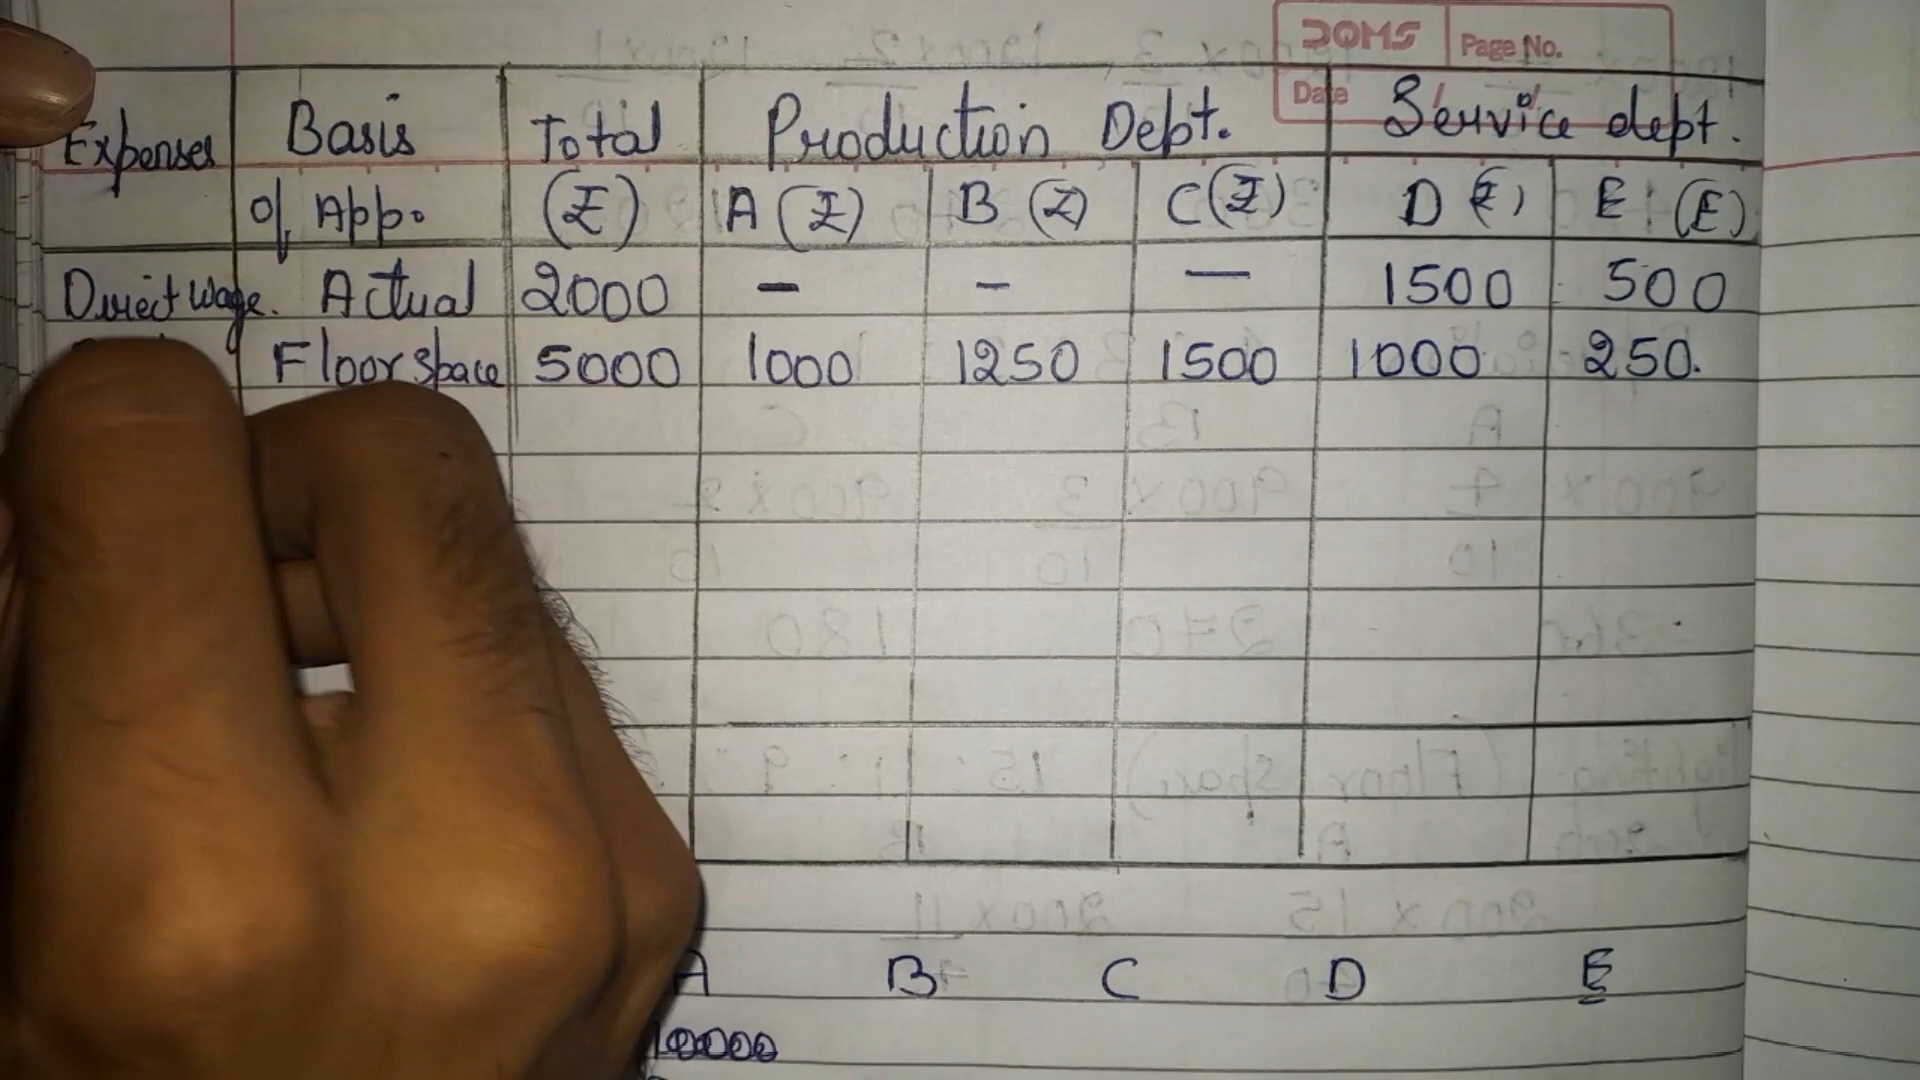 DOMS Page No.
Date
Expenses Basis Total Production Dept. Service dept.
of App. (₹) A (₹) B (₹) C (₹) D (₹) E (₹)
Direct wage. Actual 2000 - - - 1500 500
Floor space 5000 1000 1250 1500 1000 250.
A B C D E
10000